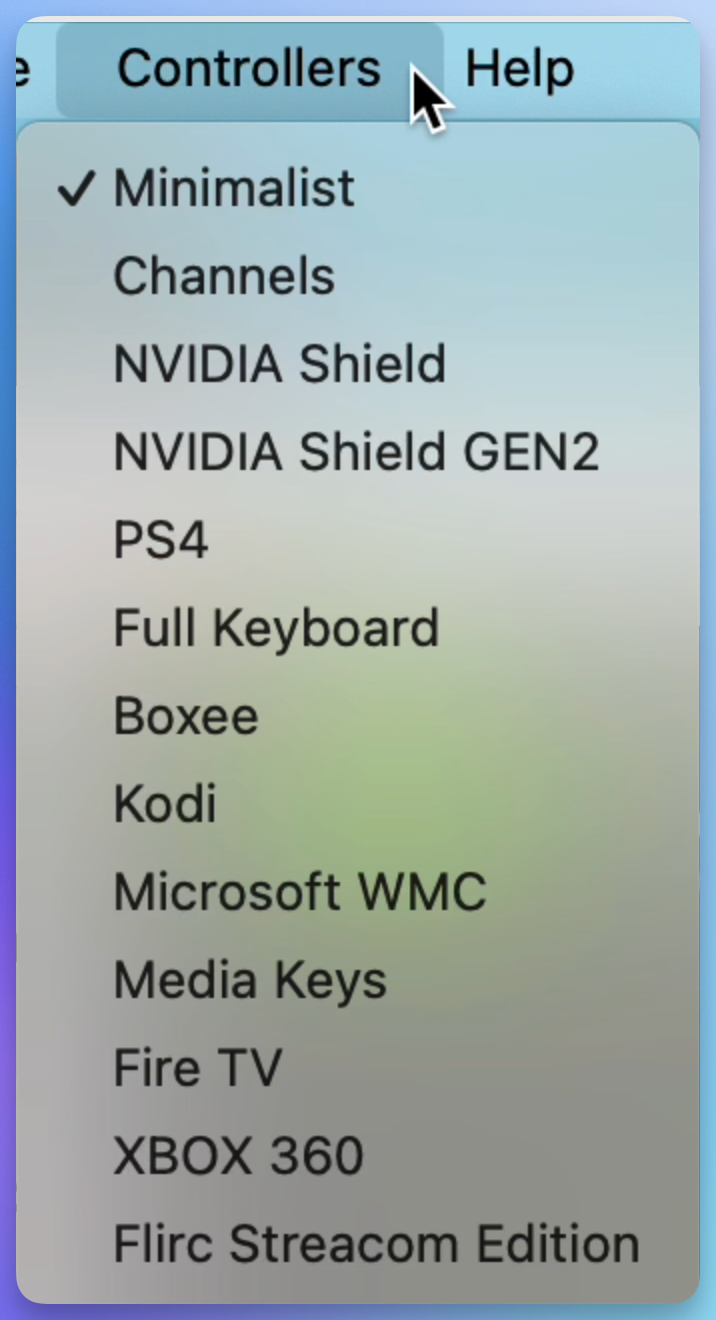 e Controllers Help
✓ Minimalist
Channels
NVIDIA Shield
NVIDIA Shield GEN2
PS4
Full Keyboard
Boxee
Kodi
Microsoft WMC
Media Keys
Fire TV
XBOX 360
Flirc Streacom Edition